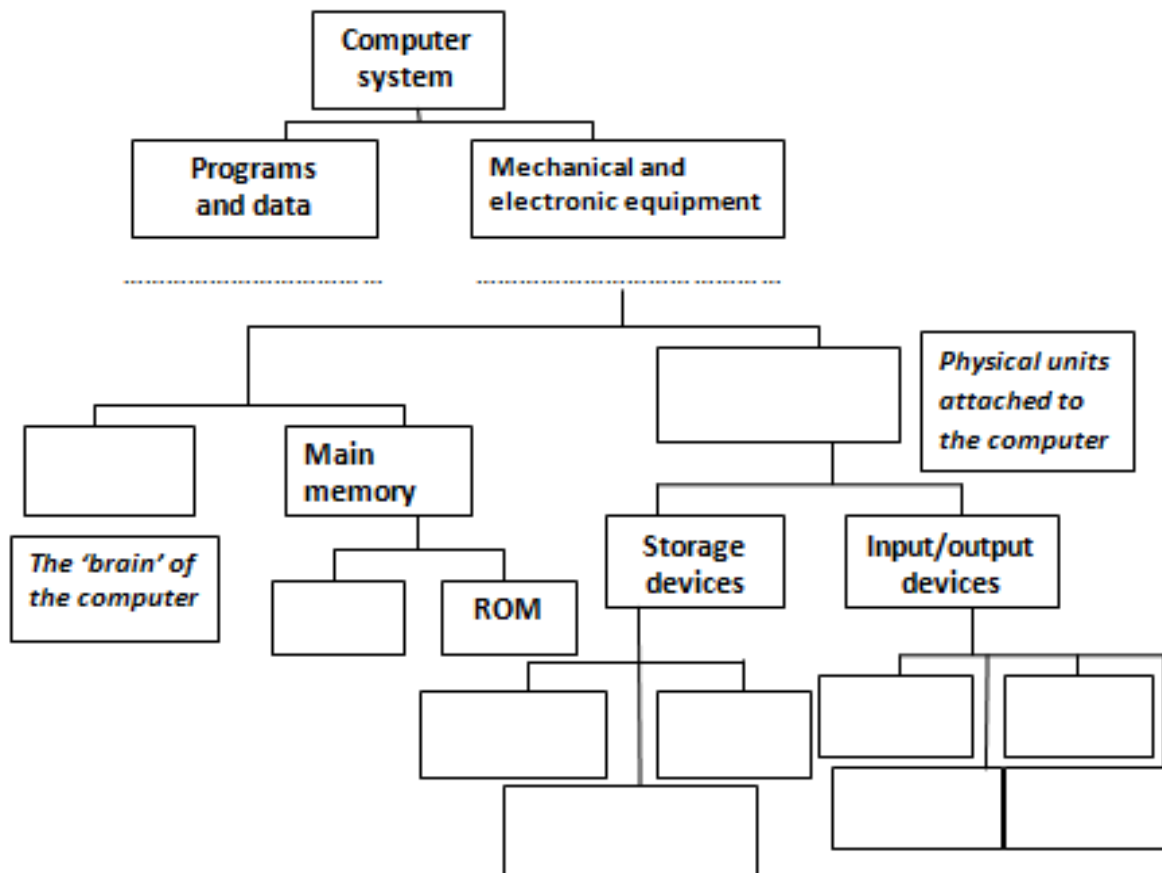 Computer
system
Programs
and data
Mechanical and
electronic equipment
Physical units
attached to
the computer
Main
memory
The ‘brain’ of
the computer
Storage
devices
Input/output
devices
ROM